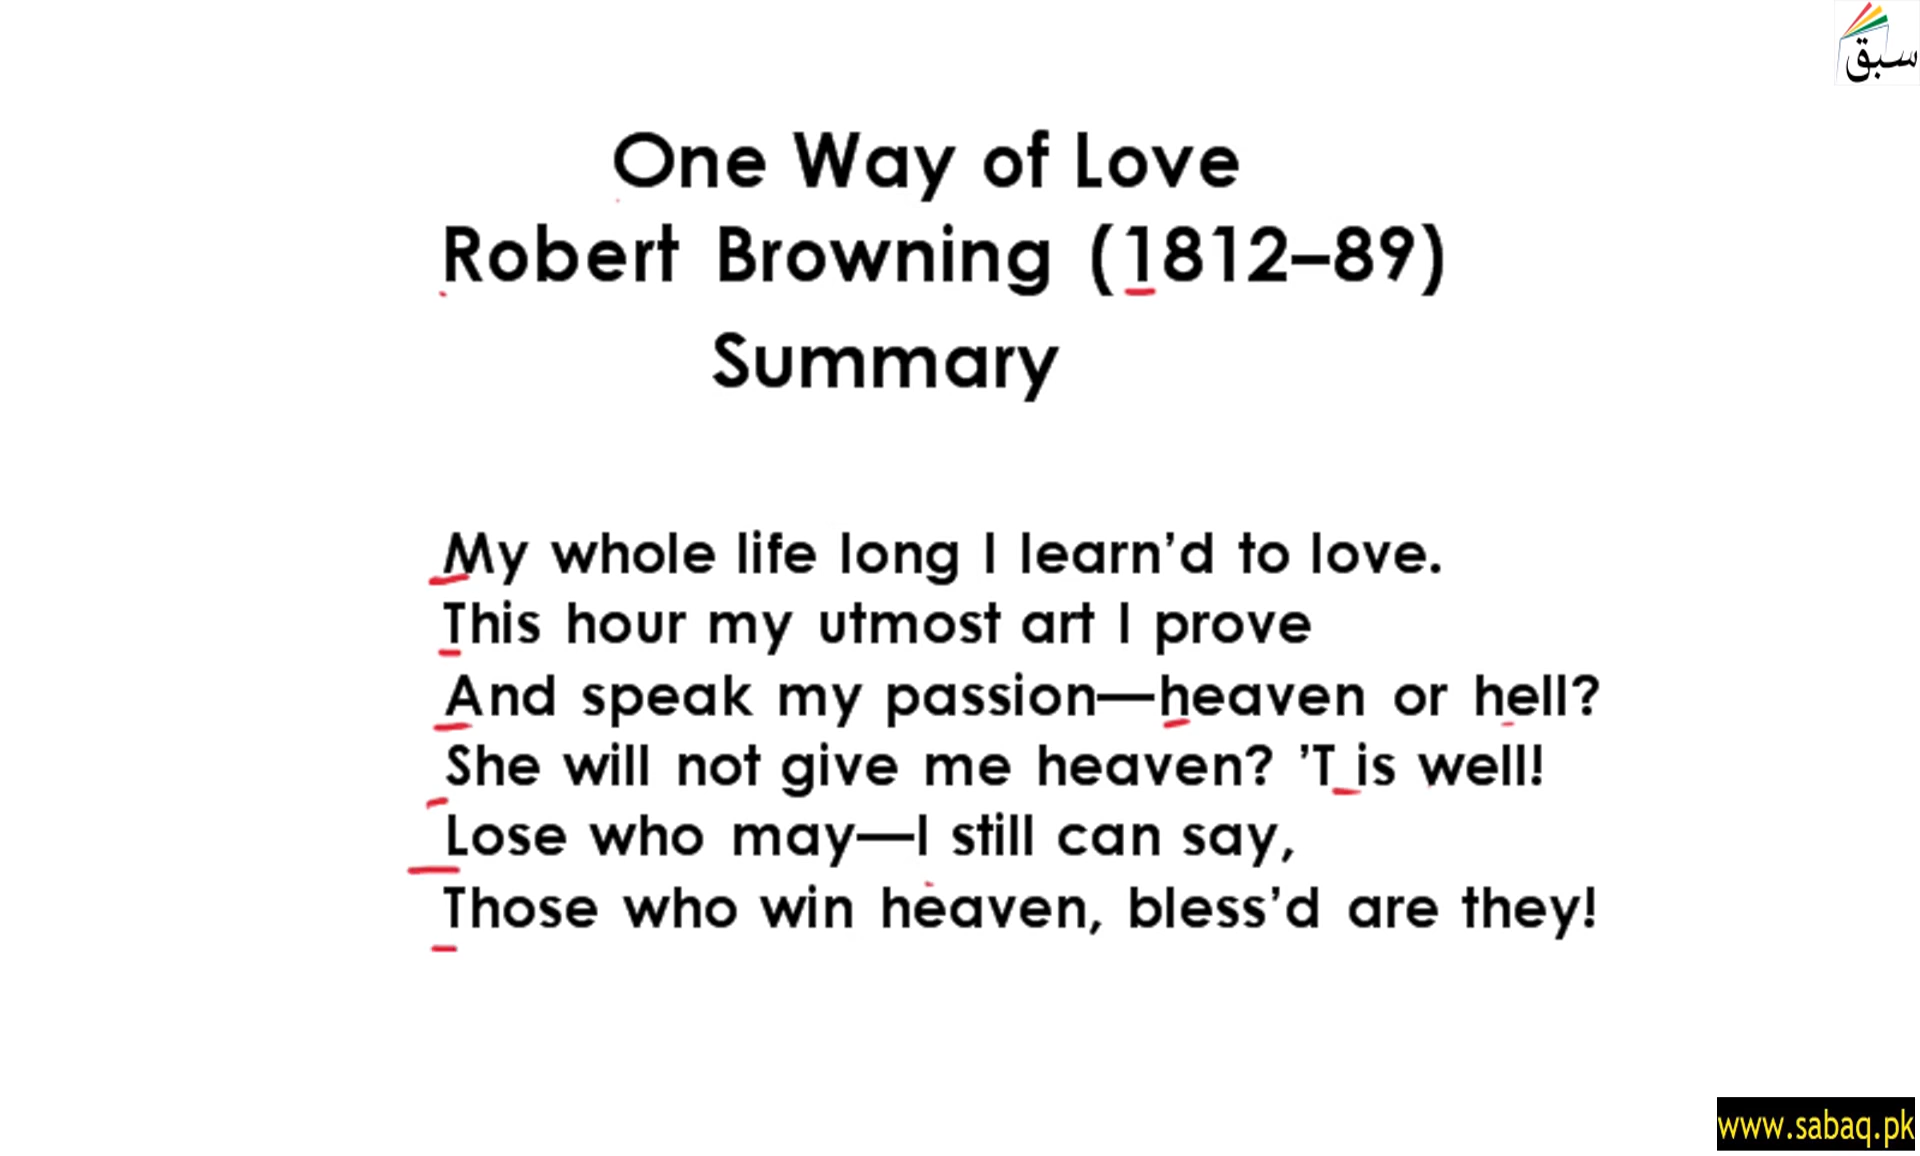 سبق
One Way of Love
Robert Browning (1812–89)
Summary
My whole life long I learn’d to love.
This hour my utmost art I prove
And speak my passion—heaven or hell?
She will not give me heaven? ’T is well!
Lose who may—I still can say,
Those who win heaven, bless’d are they!
www.sabaq.pk